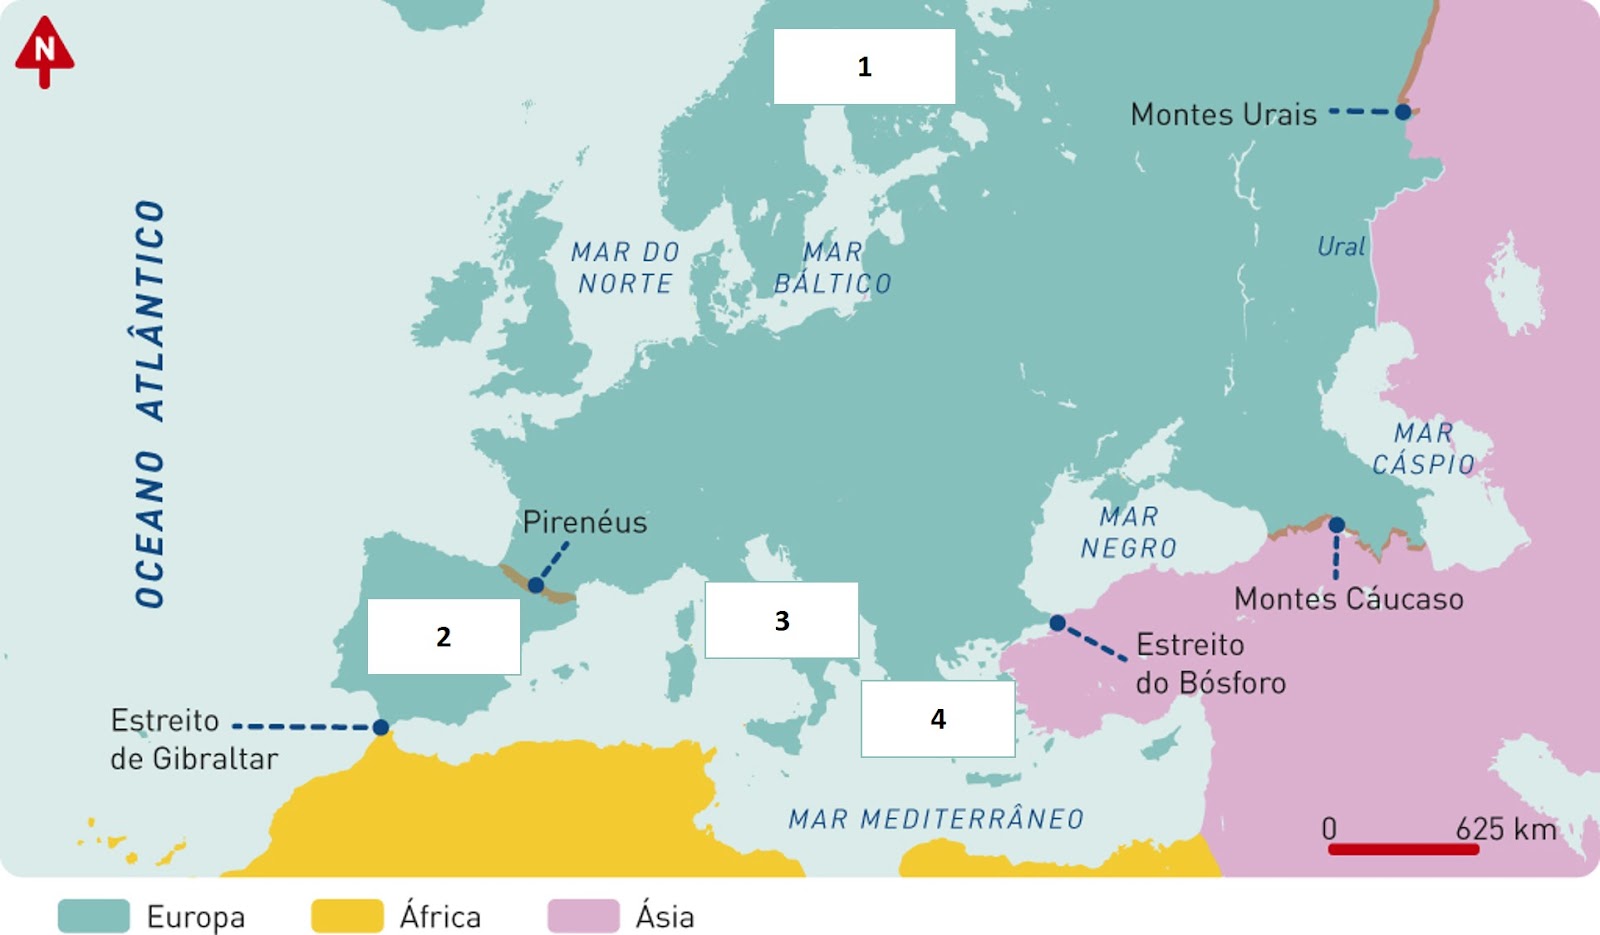 N
1
Montes Urais
OCEANO ATLÂNTICO
MAR DO
NORTE
MAR
BÁLTICO
Ural
MAR
CÁSPIO
Pirenéus
MAR
NEGRO
Montes Cáucaso
2
3
Estreito
do Bósforo
4
Estreito
de Gibraltar
MAR MEDITERRÂNEO
0 625 km
Europa
África
Ásia